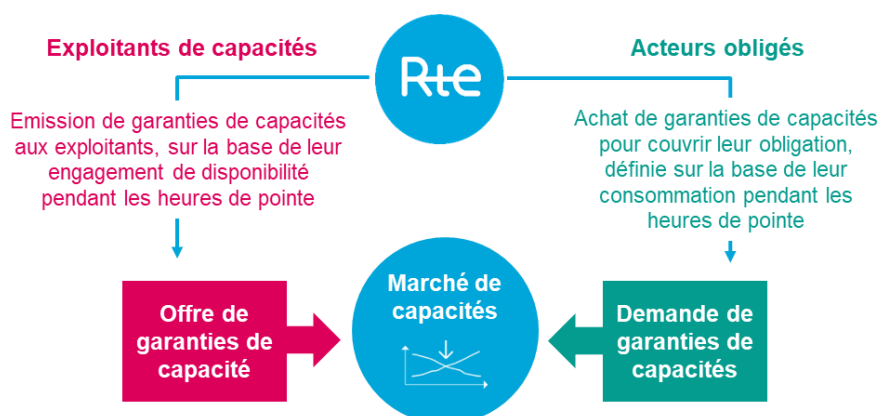 Exploitants de capacités
Rte
Acteurs obligés
Emission de garanties de capacités
aux exploitants, sur la base de leur
engagement de disponibilité
pendant les heures de pointe
Achat de garanties de capacités
pour couvrir leur obligation,
définie sur la base de leur
consommation pendant les
heures de pointe
Offre de
garanties de
capacité
Marché de
capacités
Demande de
garanties de
capacités